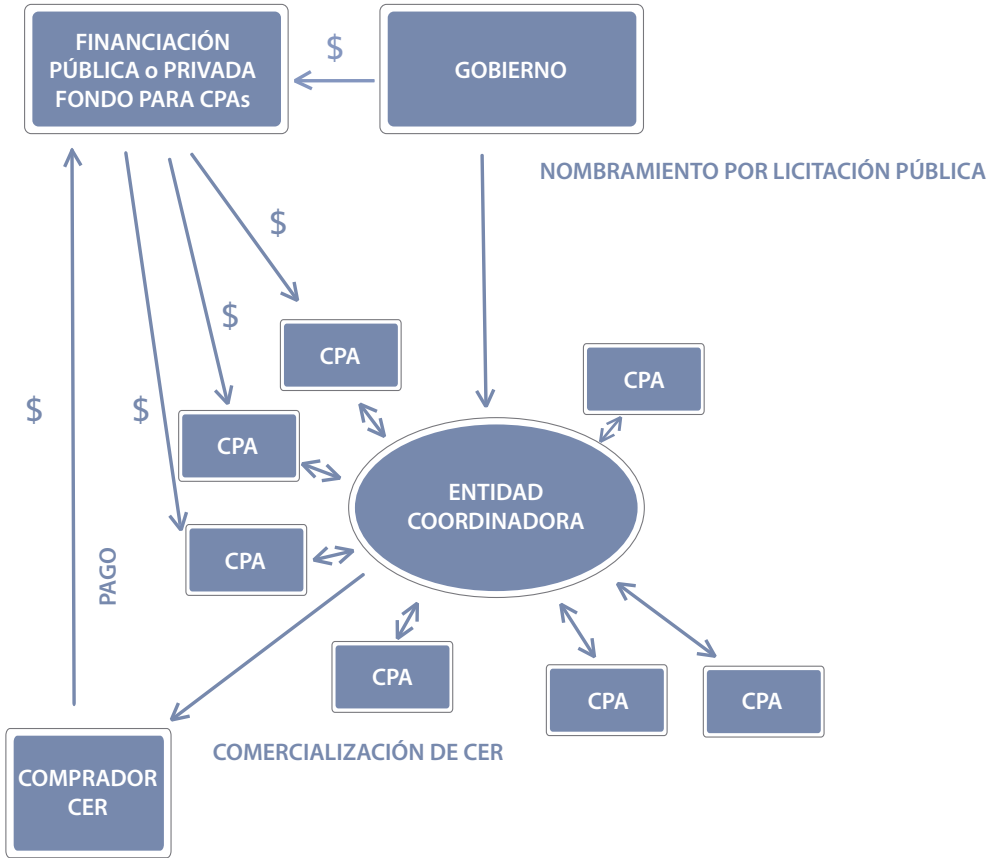 FINANCIACIÓN
PÚBLICA o PRIVADA
FONDO PARA CPAs
$
GOBIERNO
NOMBRAMIENTO POR LICITACIÓN PÚBLICA
$
$
CPA
CPA
$
$
CPA
ENTIDAD
COORDINADORA
CPA
PAGO
CPA
CPA
CPA
COMERCIALIZACIÓN DE CER
COMPRADOR
CER